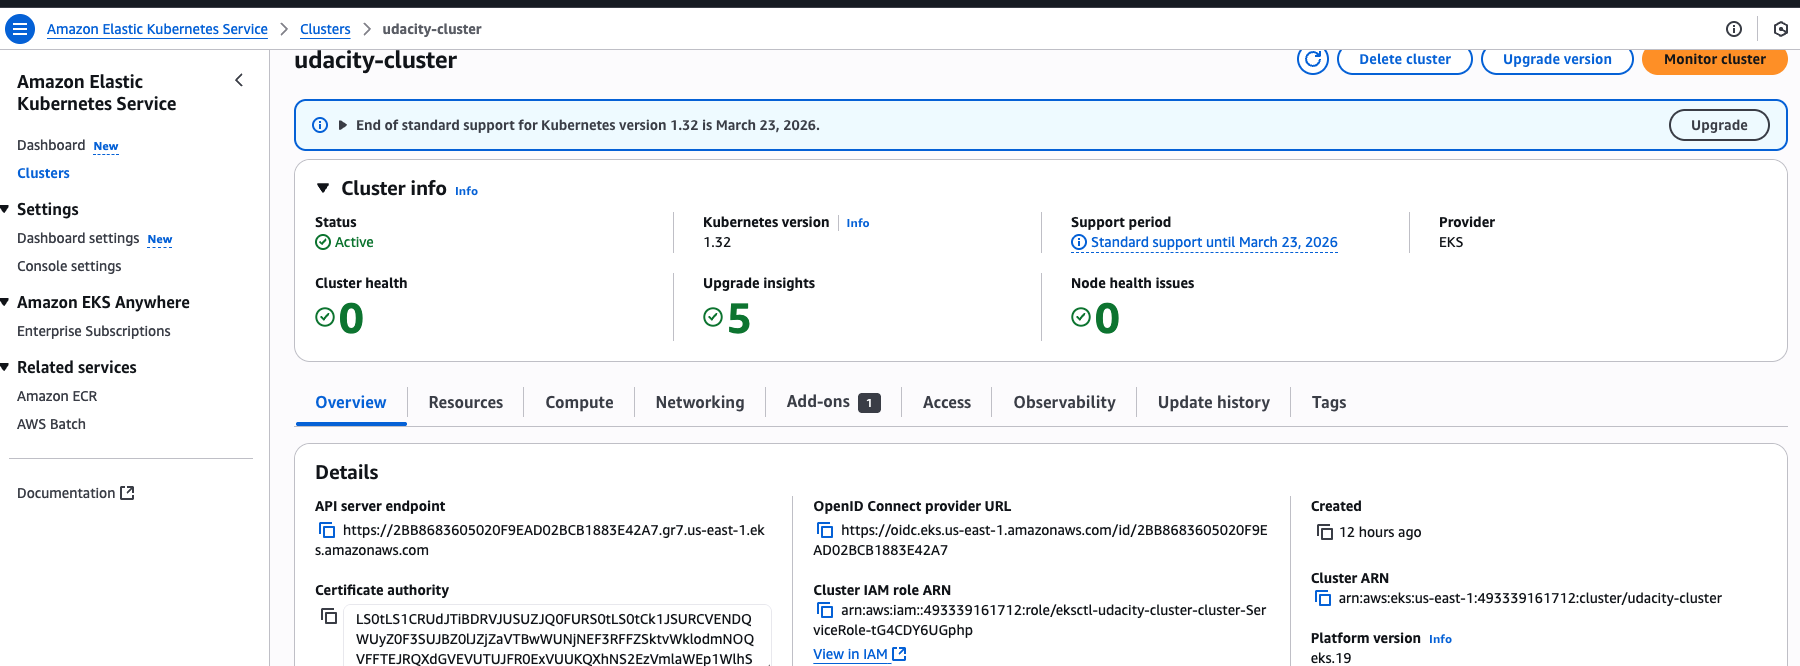 Amazon Elastic Kubernetes Service
Clusters
udacity-cluster
Amazon Elastic
Kubernetes Service
Dashboard New
Clusters
Settings
Dashboard settings New
Console settings
Amazon EKS Anywhere
Enterprise Subscriptions
Related services
Amazon ECR
AWS Batch
Documentation
udacity-cluster
Delete cluster
Upgrade version
Monitor cluster
End of standard support for Kubernetes version 1.32 is March 23, 2026.
Upgrade
Cluster info Info
Status
Active
Kubernetes version Info
1.32
Support period
Standard support until March 23, 2026
Provider
EKS
Cluster health
0
Upgrade insights
5
Node health issues
0
Overview
Resources
Compute
Networking
Add-ons 1
Access
Observability
Update history
Tags
Details
API server endpoint
https://2BB8683605020F9EAD02BCB1883E42A7.gr7.us-east-1.ek
s.amazonaws.com
Certificate authority
LS0tLS1CRUdJTiBDRVJUSUZJQ0FURS0tLS0tCk1JSURCVENDQ
WUyZ0F3SUJBZ0lJZjZaVTBwWUNjNEF3RFFZSktvWklodmNOQ
VFFTEJRQXdGVEVUTUJFR0ExVUUKQXhNS2EzVmlaWEp1WlhS
OpenID Connect provider URL
https://oidc.eks.us-east-1.amazonaws.com/id/2BB8683605020F9E
AD02BCB1883E42A7
Cluster IAM role ARN
arn:aws:iam::493339161712:role/eksctl-udacity-cluster-cluster-Ser
viceRole-tG4CDY6UGphp
View in IAM
Created
12 hours ago
Cluster ARN
arn:aws:eks:us-east-1:493339161712:cluster/udacity-cluster
Platform version Info
eks.19